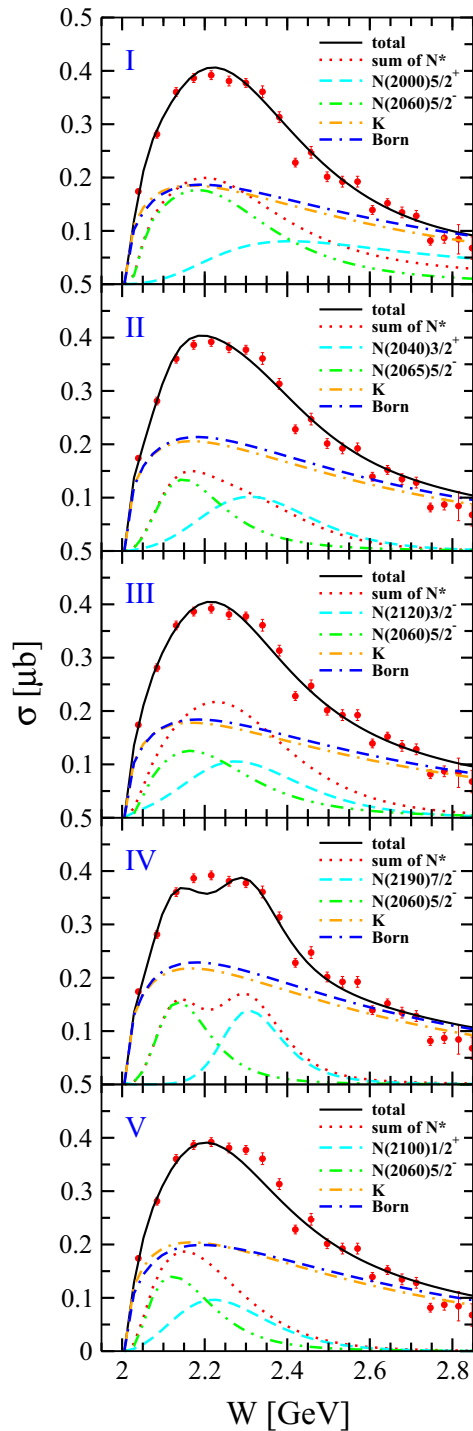 I
total
sum of N*
N(2000)5/2⁺
N(2060)5/2⁻
K
Born
0.5
0.4
0.3
0.2
0.1
II
total
sum of N*
N(2040)3/2⁺
N(2065)5/2⁻
K
Born
0.5
0.4
0.3
0.2
0.1
III
total
sum of N*
N(2120)3/2⁻
N(2060)5/2⁻
K
Born
0.5
0.4
0.3
0.2
0.1
σ [μb]
IV
total
sum of N*
N(2190)7/2⁻
N(2060)5/2⁻
K
Born
0.5
0.4
0.3
0.2
0.1
V
total
sum of N*
N(2100)1/2⁺
N(2060)5/2⁻
K
Born
0.5
0.4
0.3
0.2
0.1
0
2 2.2 2.4 2.6 2.8
W [GeV]